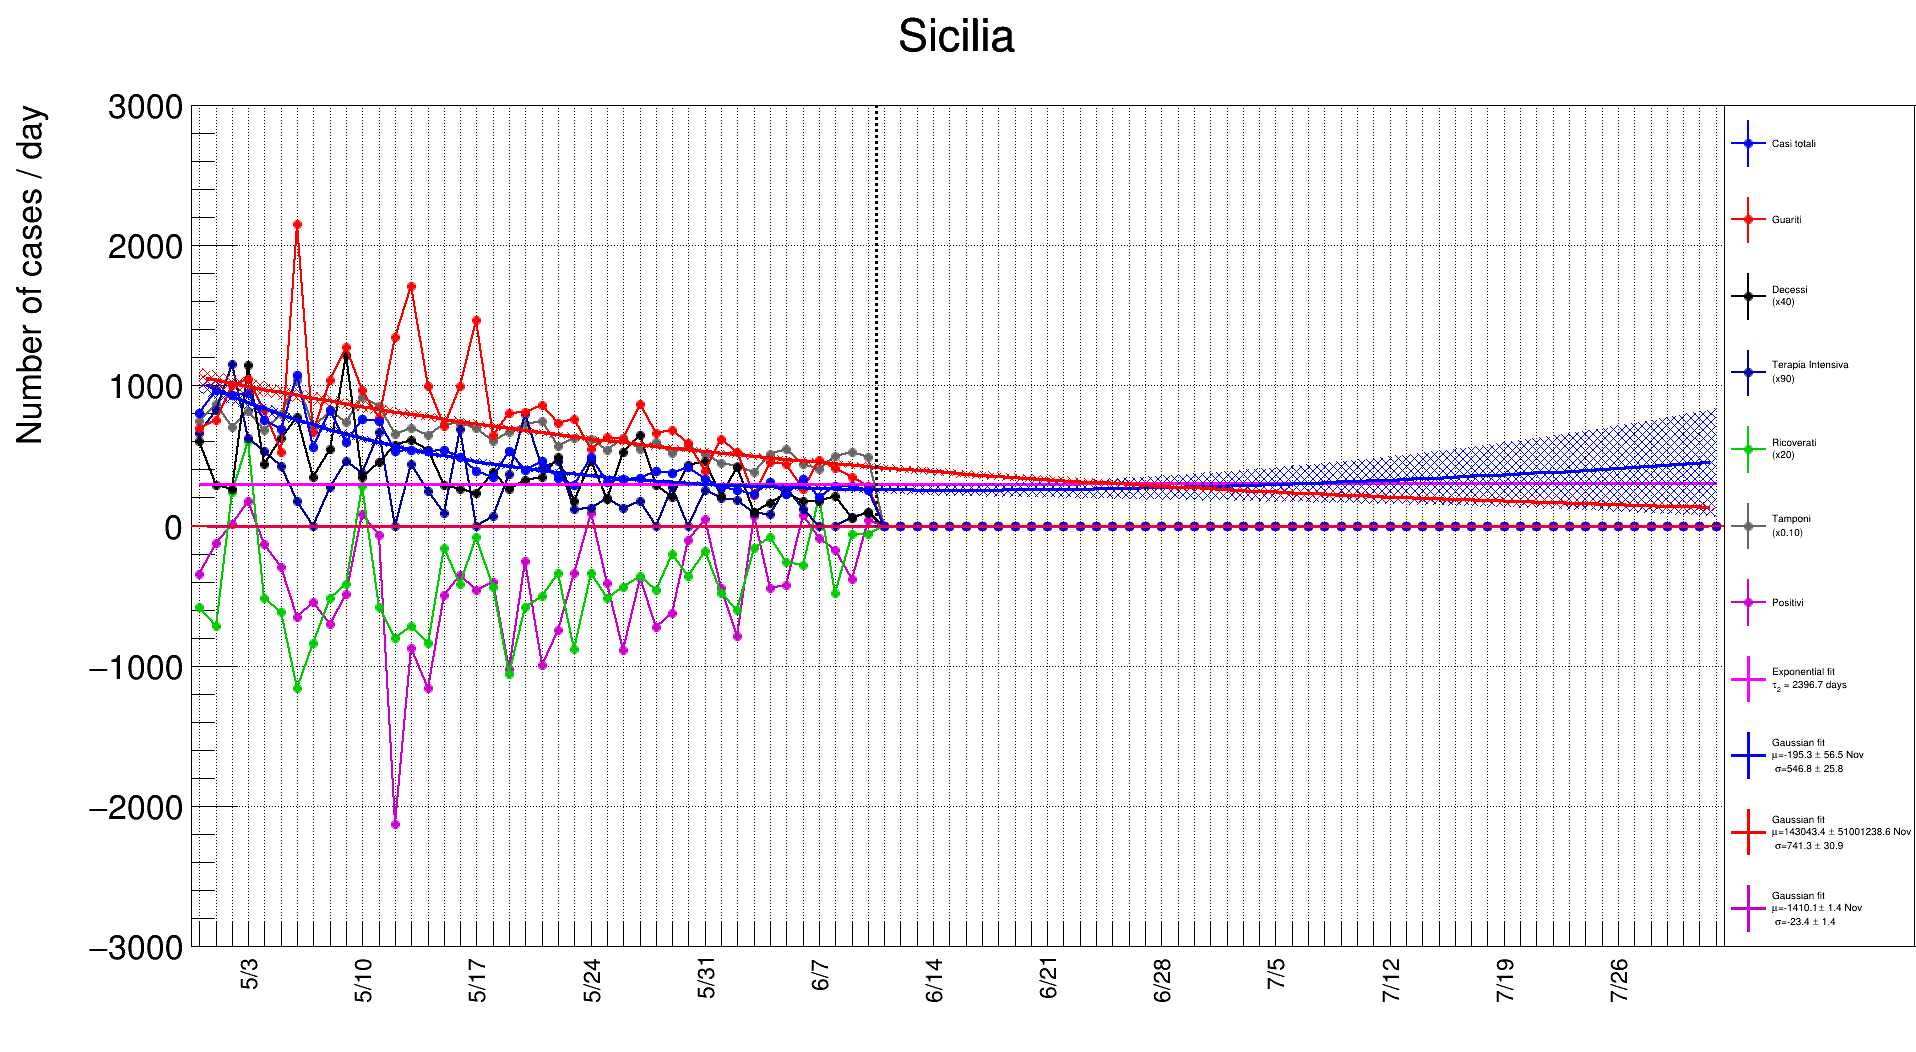 Sicilia
Number of cases / day
3000
2000
1000
0
−1000
−2000
−3000
5/3
5/10
5/17
5/24
5/31
6/7
6/14
6/21
6/28
7/5
7/12
7/19
7/26
Casi totali
Guariti
Decessi
(x40)
Terapia Intensiva
(x90)
Ricoverati
(x20)
Tamponi
(x0.10)
Positivi
Exponential fit
τ2 = 2396.7 days
Gaussian fit
μ=-195.3 ± 56.5 Nov
σ=546.8 ± 25.8
Gaussian fit
μ=143043.4 ± 51001238.6 Nov
σ=741.3 ± 30.9
Gaussian fit
μ=-1410.1 ± 1.4 Nov
σ=-23.4 ± 1.4